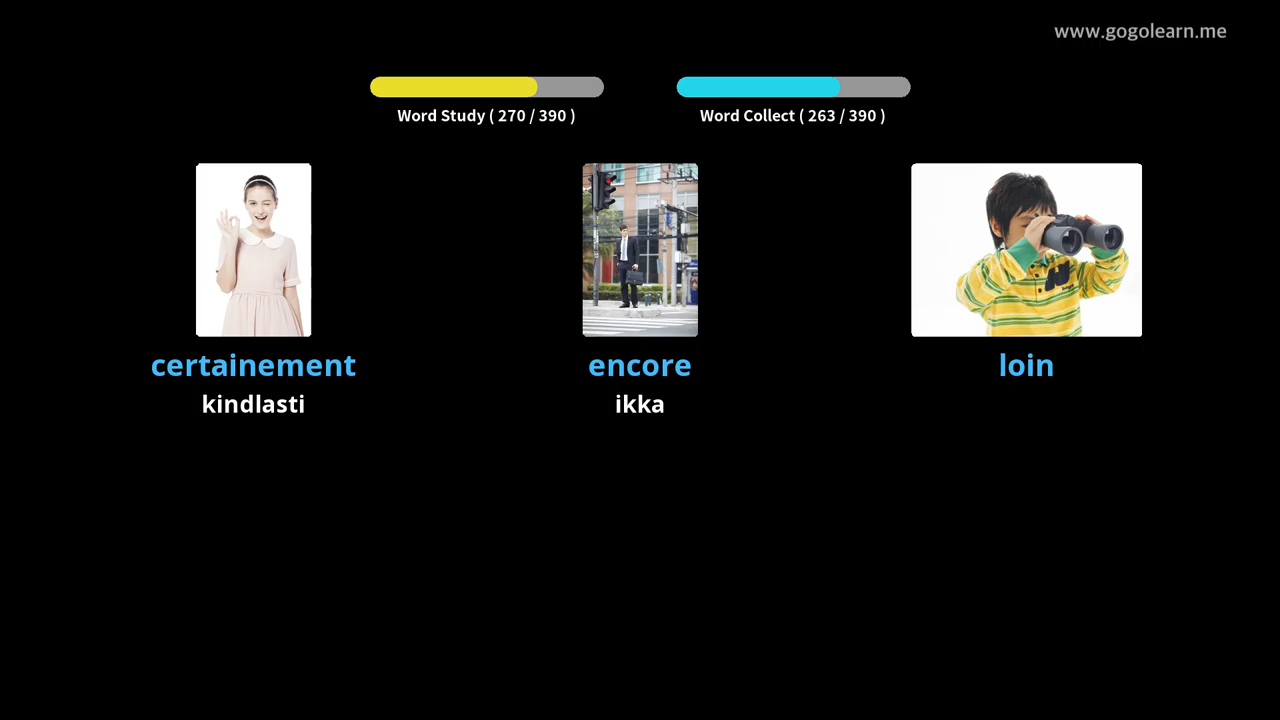 www.gogolearn.me
Word Study ( 270 / 390 )
Word Collect ( 263 / 390 )
certainement
encore
loin
kindlasti
ikka